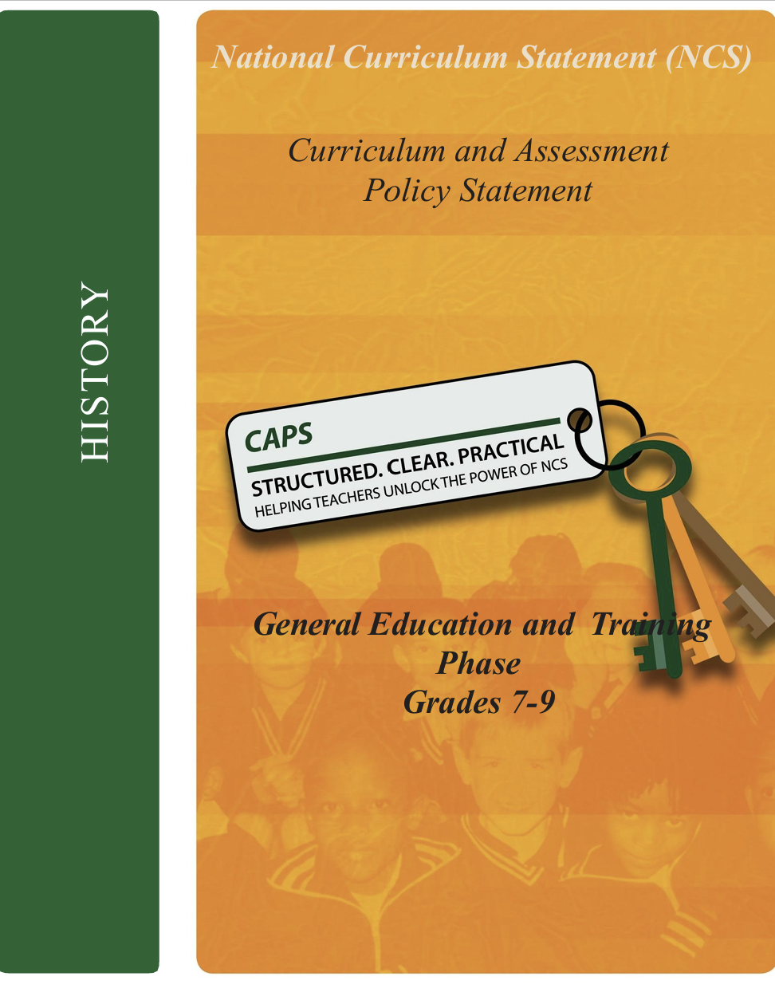 HISTORY
National Curriculum Statement (NCS)
Curriculum and Assessment
Policy Statement
CAPS
STRUCTURED. CLEAR. PRACTICAL
HELPING TEACHERS UNLOCK THE POWER OF NCS
General Education and Training
Phase
Grades 7-9